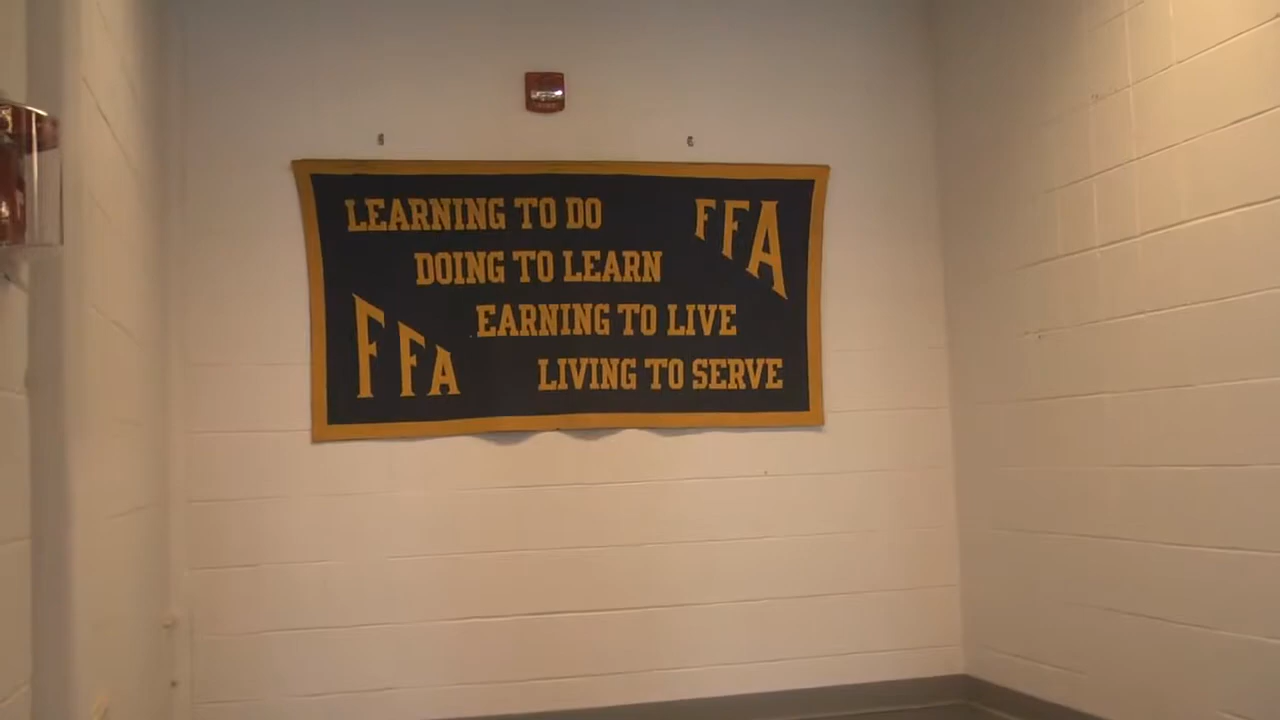 LEARNING TO DO
FFA
DOING TO LEARN
EARNING TO LIVE
FFA
LIVING TO SERVE